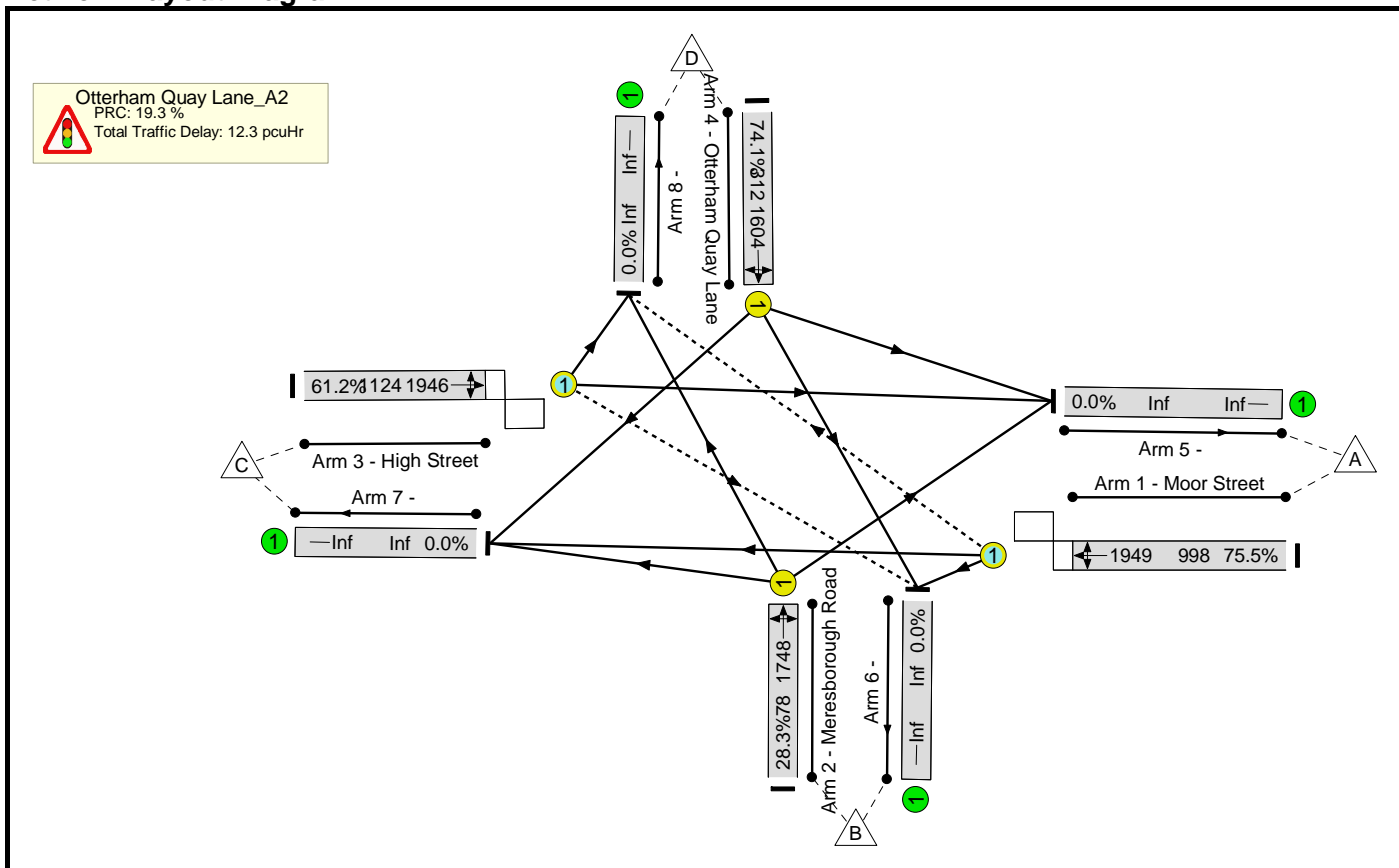 Otterham Quay Lane_A2
PRC: 19.3 %
Total Traffic Delay: 12.3 pcuHr
D
1
Arm 4 - Otterham Quay Lane
74.1% 312 1604
1
Arm 8 -
0.0% Inf Inf
61.2% 1124 1946
1
Arm 3 - High Street
C
Arm 7 -
1
Inf Inf 0.0%
0.0% Inf Inf
1
Arm 5 -
A
Arm 1 - Moor Street
1
1949 998 75.5%
1
28.3% 78 1748
Arm 2 - Meresborough Road
Arm 6 -
Inf Inf 0.0%
1
B